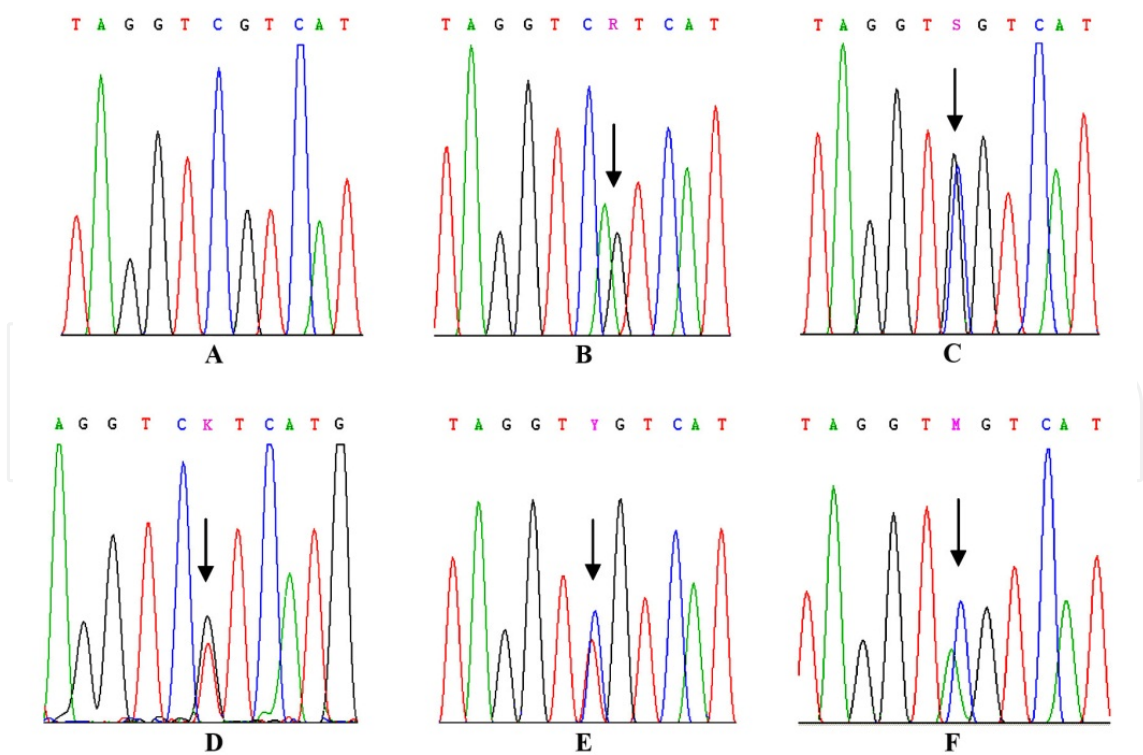 T A G G T C G T C A T
T A G G T C R T C A T
T A G G T S G T C A T
A
B
C
A G G T C K T C A T G
T A G G T Y G T C A T
T A G G T M G T C A T
D
E
F